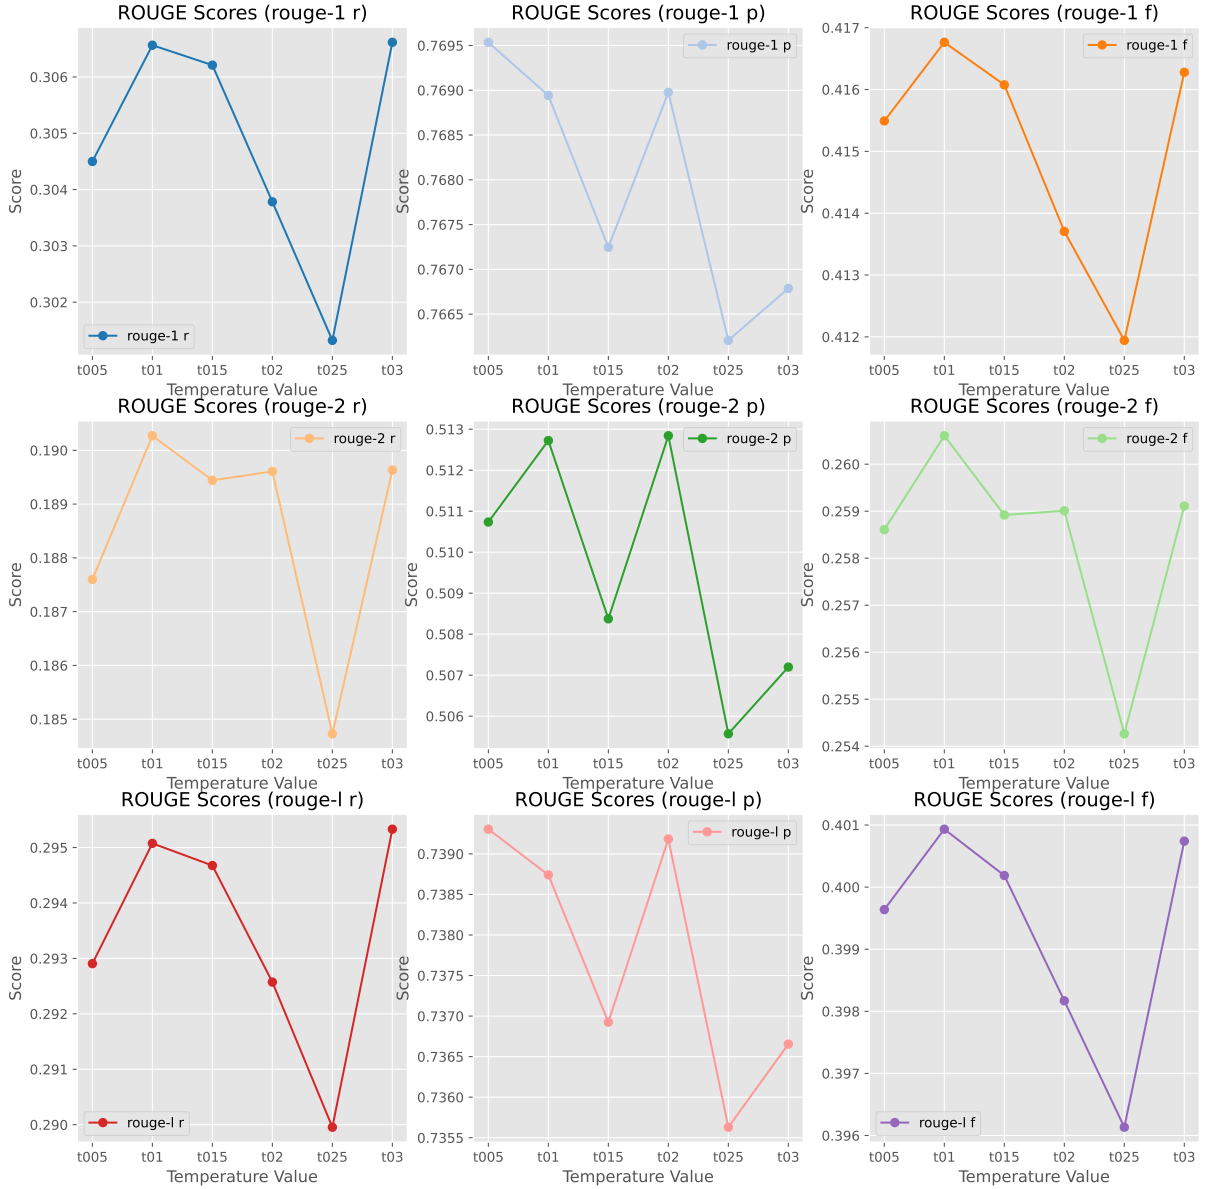 ROUGE Scores (rouge-1 r)
0.306
0.305
0.304
0.303
0.302
Score
rouge-1 r
t005 t01 t015 t02 t025 t03
Temperature Value
ROUGE Scores (rouge-1 p)
0.7695
0.7690
0.7685
0.7680
0.7675
0.7670
0.7665
Score
rouge-1 p
t005 t01 t015 t02 t025 t03
Temperature Value
ROUGE Scores (rouge-1 f)
0.417
0.416
0.415
0.414
0.413
0.412
Score
rouge-1 f
t005 t01 t015 t02 t025 t03
Temperature Value
ROUGE Scores (rouge-2 r)
0.190
0.189
0.188
0.187
0.186
0.185
Score
rouge-2 r
t005 t01 t015 t02 t025 t03
Temperature Value
ROUGE Scores (rouge-2 p)
0.513
0.512
0.511
0.510
0.509
0.508
0.507
0.506
Score
rouge-2 p
t005 t01 t015 t02 t025 t03
Temperature Value
ROUGE Scores (rouge-2 f)
0.260
0.259
0.258
0.257
0.256
0.255
0.254
Score
rouge-2 f
t005 t01 t015 t02 t025 t03
Temperature Value
ROUGE Scores (rouge-l r)
0.295
0.294
0.293
0.292
0.291
0.290
Score
rouge-l r
t005 t01 t015 t02 t025 t03
Temperature Value
ROUGE Scores (rouge-l p)
0.7390
0.7385
0.7380
0.7375
0.7370
0.7365
0.7360
0.7355
Score
rouge-l p
t005 t01 t015 t02 t025 t03
Temperature Value
ROUGE Scores (rouge-l f)
0.401
0.400
0.399
0.398
0.397
0.396
Score
rouge-l f
t005 t01 t015 t02 t025 t03
Temperature Value